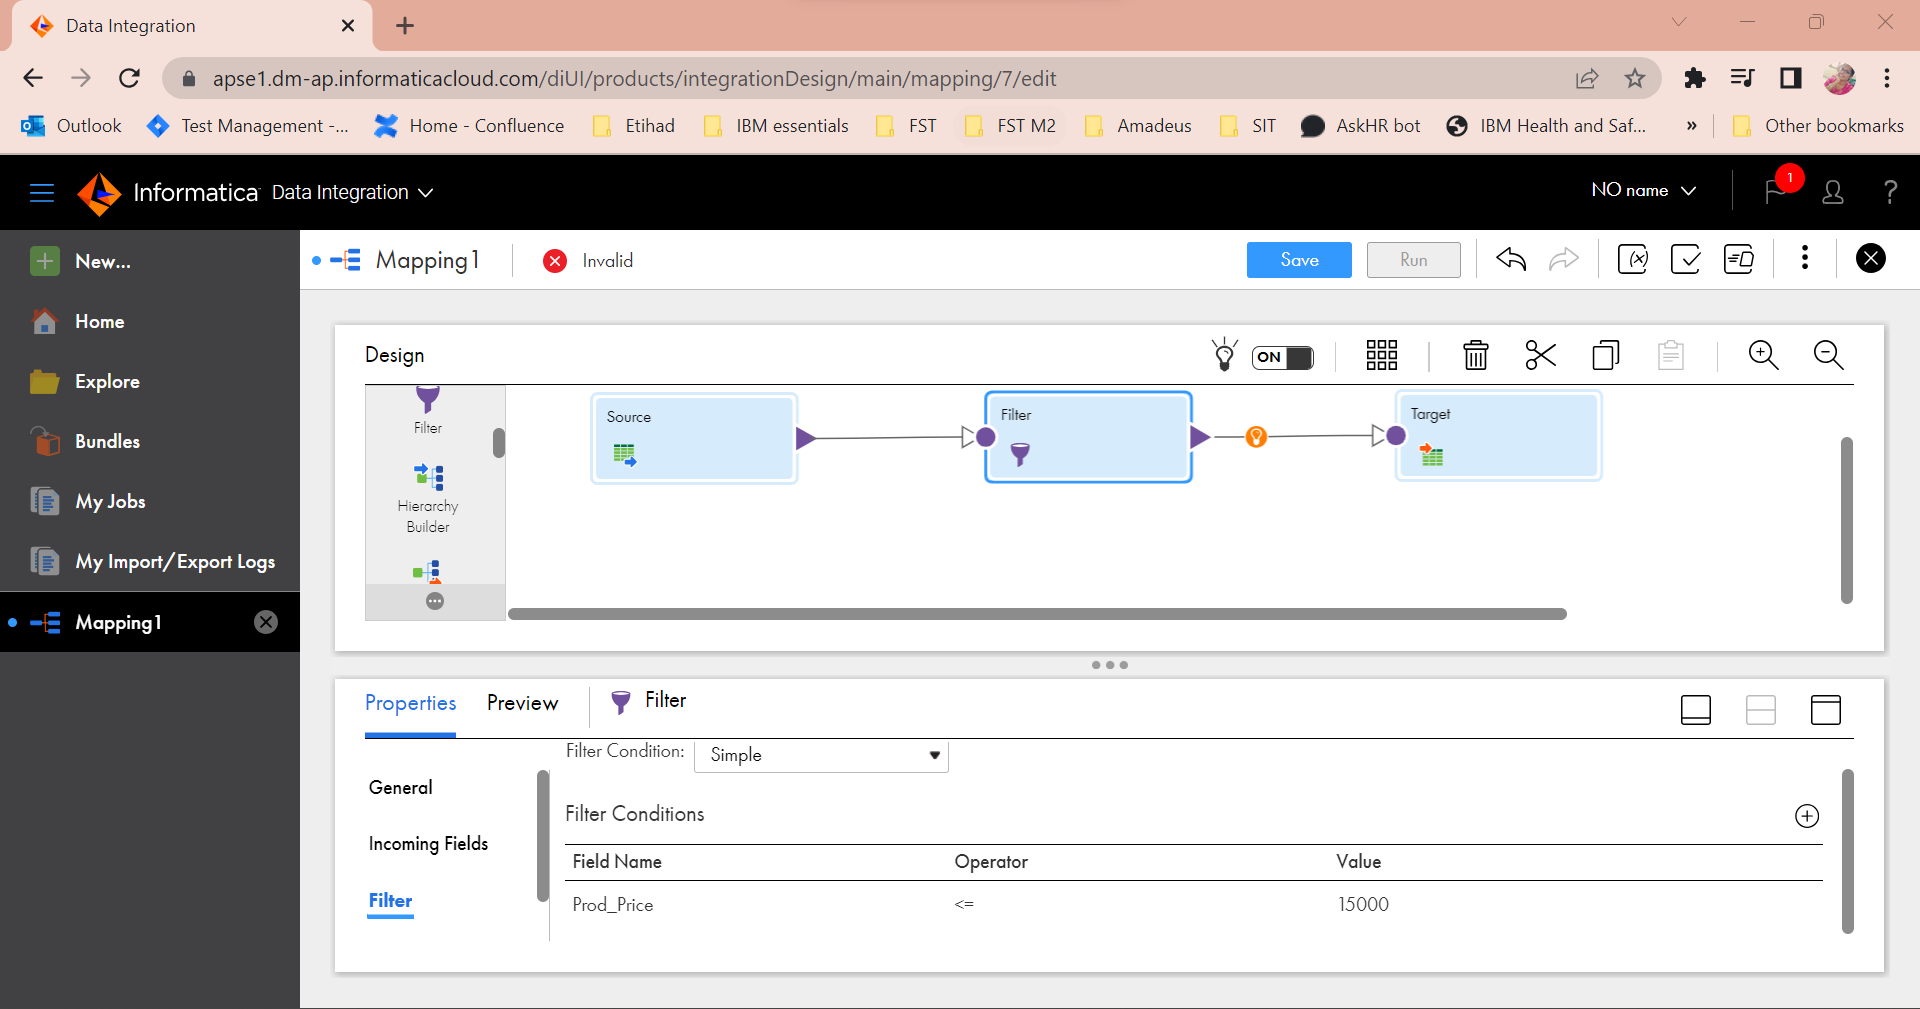 Data Integration
apse1.dm-ap.informaticacloud.com/diUI/products/integrationDesign/main/mapping/7/edit
Outlook Test Management -... Home - Confluence Etihad IBM essentials FST FST M2 Amadeus SIT AskHR bot IBM Health and Saf... » Other bookmarks
Informatica Data Integration NO name 1 ?
New...
Home
Explore
Bundles
My Jobs
My Import/Export Logs
Mapping1
Mapping1 Invalid Save Run
Design ON
Filter
Hierarchy
Builder
Source
Filter
Target
Properties Preview Filter
General
Incoming Fields
Filter
Filter Condition: Simple
Filter Conditions
Field Name Operator Value
Prod_Price <= 15000